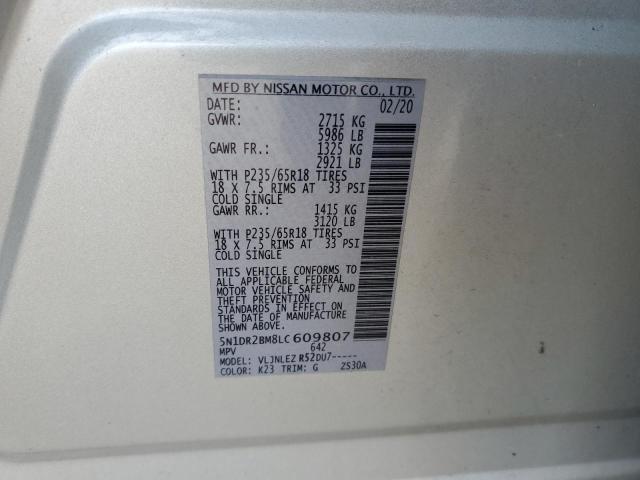 MFD BY NISSAN MOTOR CO., LTD.
DATE: 02/20
GVWR: 2715 KG
5986 LB
GAWR FR.: 1325 KG
2921 LB
WITH P235/65R18 TIRES
18 X 7.5 RIMS AT 33 PSI
COLD SINGLE
GAWR RR.: 1415 KG
3120 LB
WITH P235/65R18 TIRES
18 X 7.5 RIMS AT 33 PSI
COLD SINGLE
THIS VEHICLE CONFORMS TO
ALL APPLICABLE FEDERAL
MOTOR VEHICLE SAFETY AND
THEFT PREVENTION
STANDARDS IN EFFECT ON
THE DATE OF MANUFACTURE
SHOWN ABOVE.
5N1DR2BM8LC609807
MPV 642
MODEL: VLJNLEZ R52DU7-----
COLOR: K23 TRIM: G ZS30A